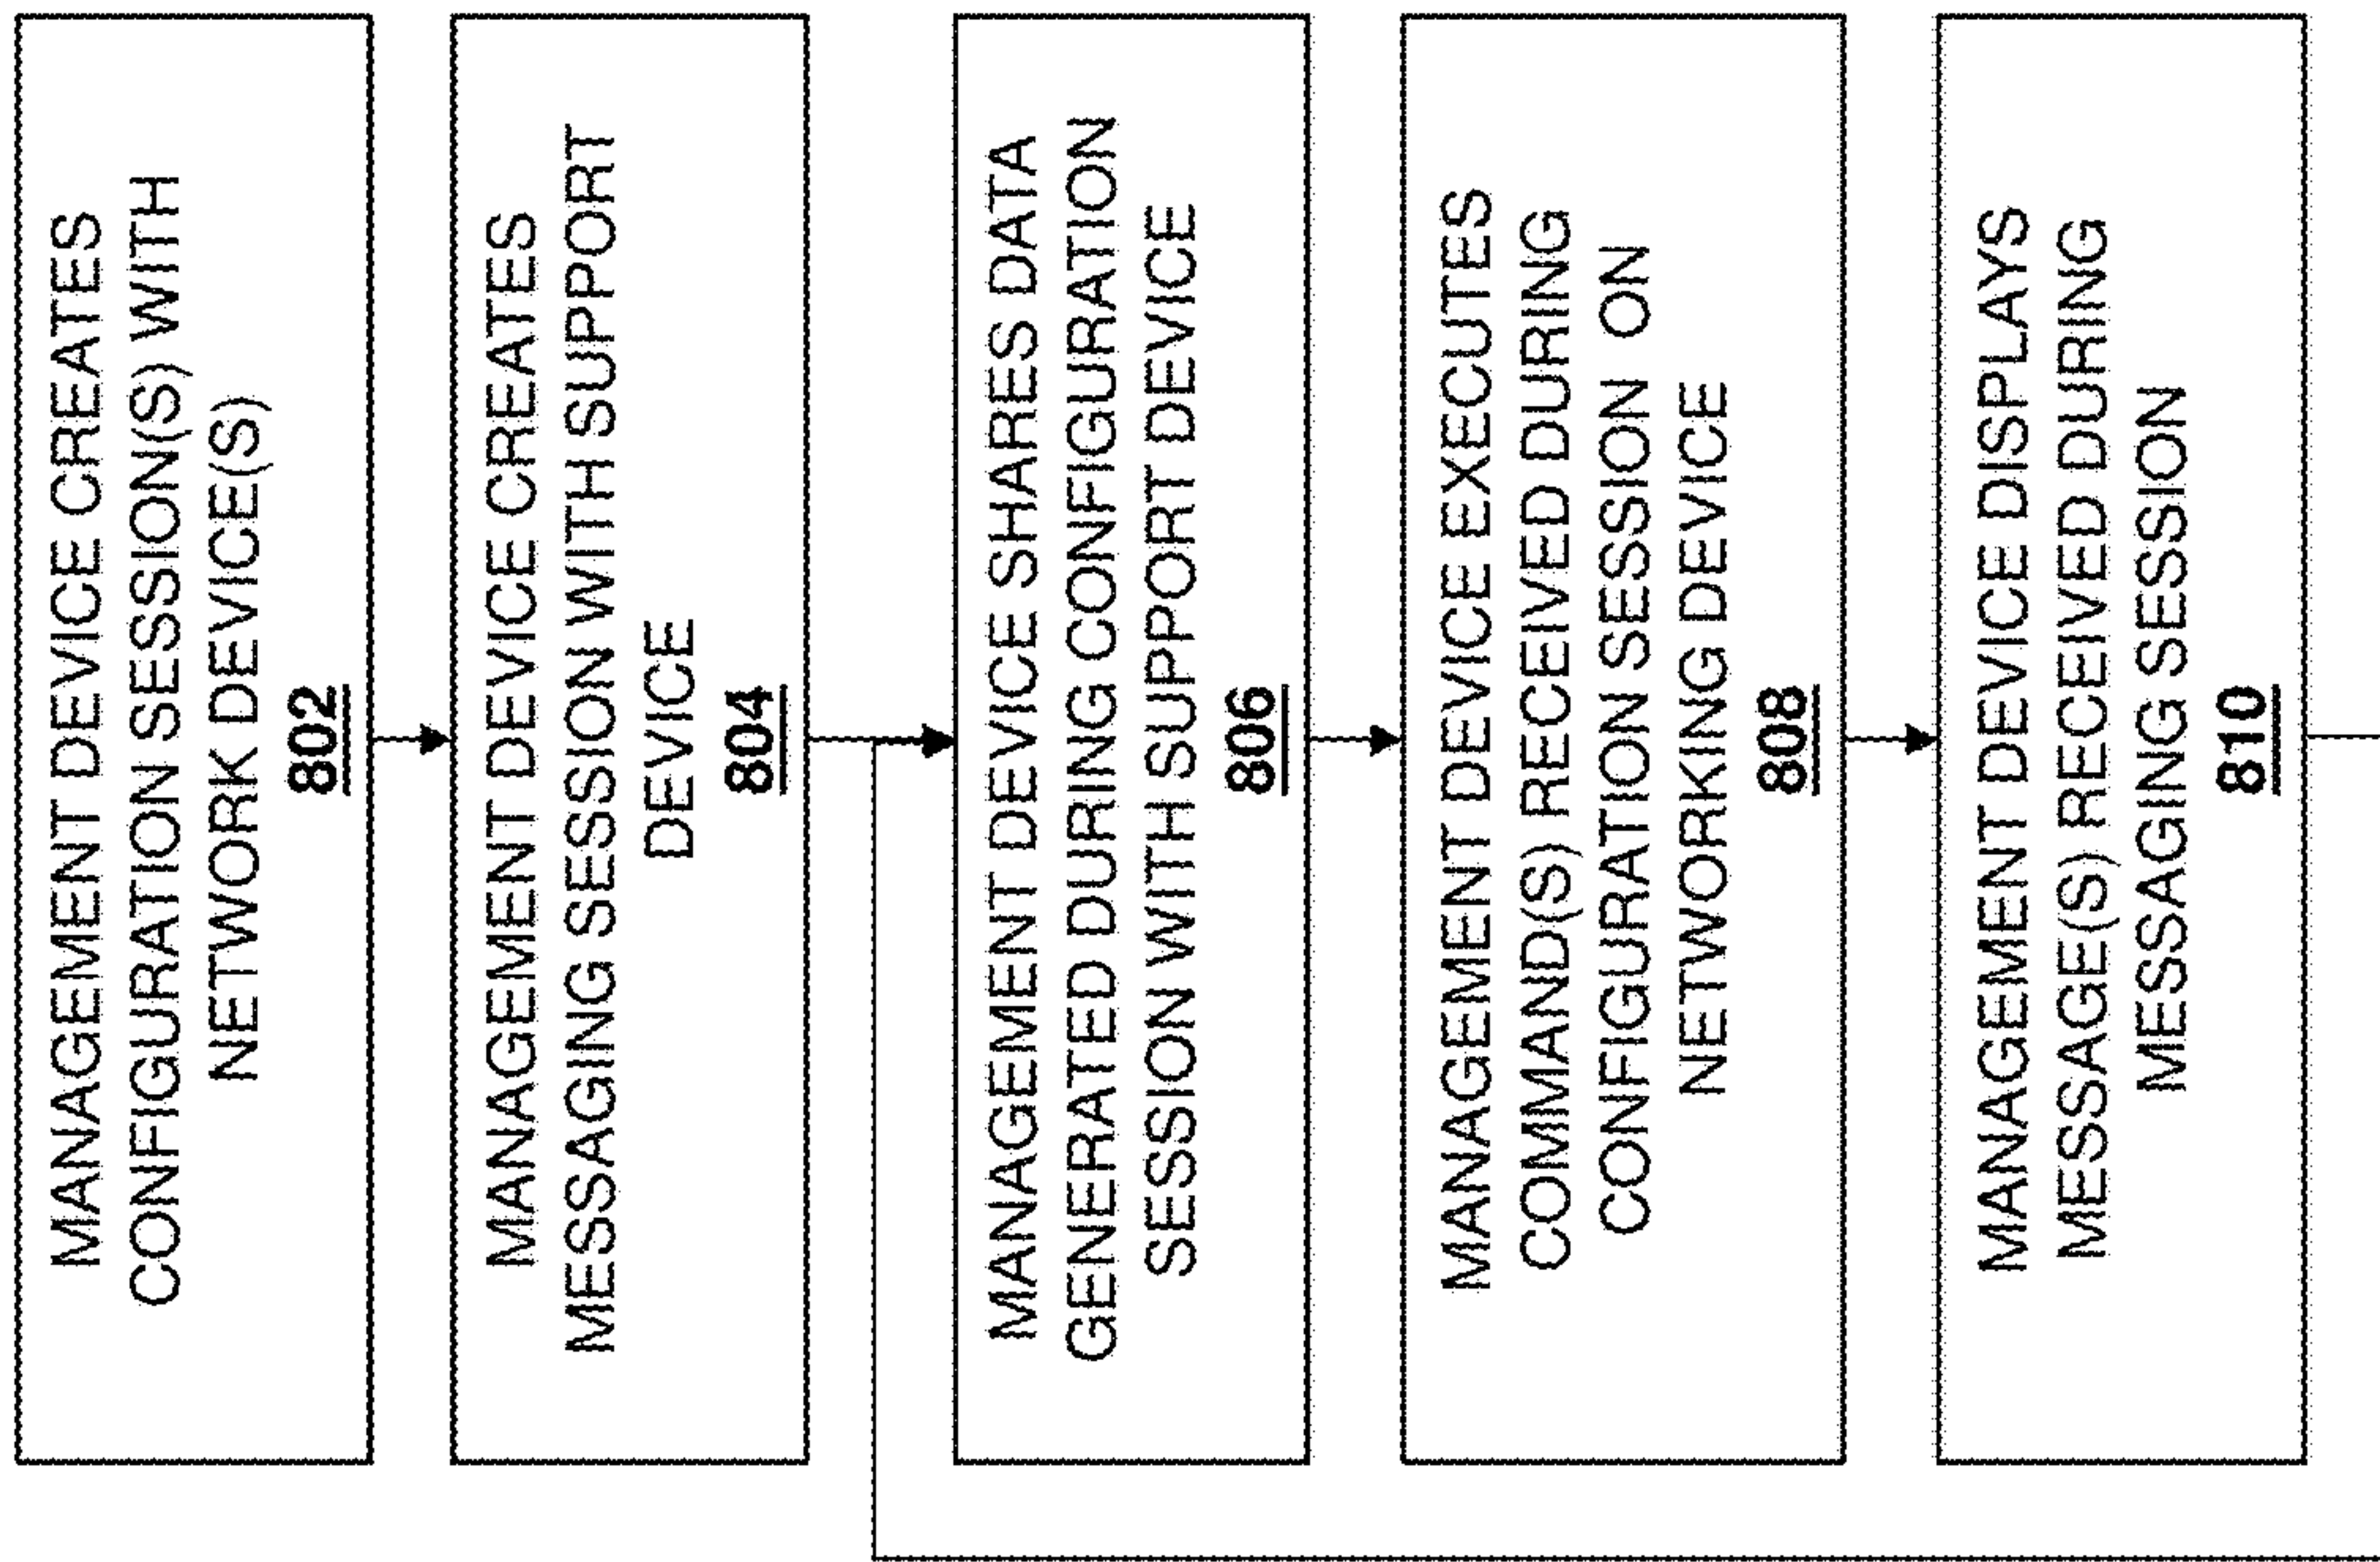 MANAGEMENT DEVICE CREATES
CONFIGURATION SESSION(S) WITH
NETWORK DEVICE(S)
802
MANAGEMENT DEVICE CREATES
MESSAGING SESSION WITH SUPPORT
DEVICE
804
MANAGEMENT DEVICE SHARES DATA
GENERATED DURING CONFIGURATION
SESSION WITH SUPPORT DEVICE
806
MANAGEMENT DEVICE EXECUTES
COMMAND(S) RECEIVED DURING
CONFIGURATION SESSION ON
NETWORKING DEVICE
808
MANAGEMENT DEVICE DISPLAYS
MESSAGE(S) RECEIVED DURING
MESSAGING SESSION
810